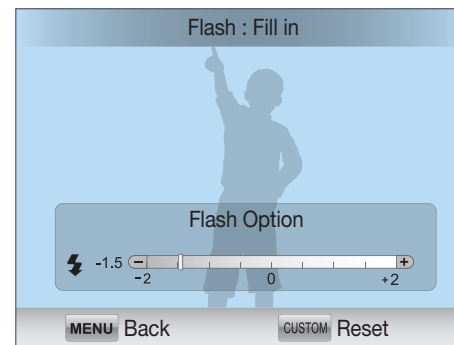 Flash : Fill in
Flash Option
-1.5 − +
-2 0 +2
MENU Back CUSTOM Reset